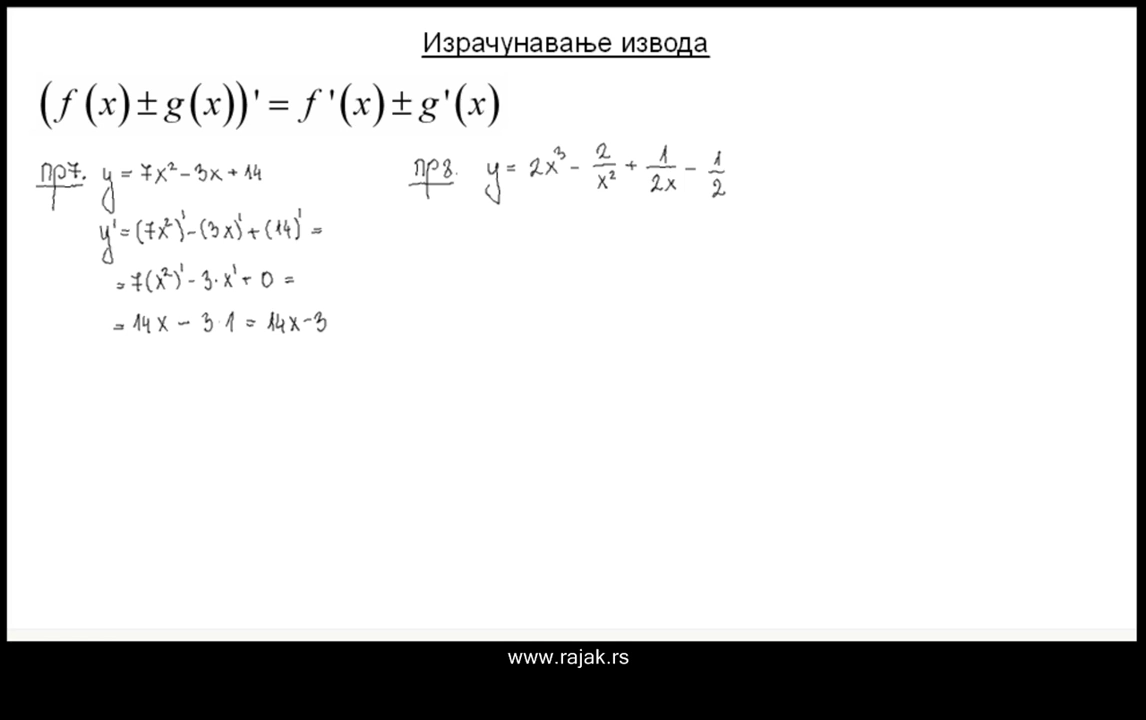 Израчунавање извода
(f(x)±g(x))'=f'(x)±g'(x)
пр7. y = 7x² - 3x + 14
y' = (7x²)' - (3x)' + (14)' =
= 7(x²)' - 3·x' + 0 =
= 14x - 3·1 = 14x - 3
пр8. y = 2x³ - 2/x² + 1/2x - 1/2
www.rajak.rs